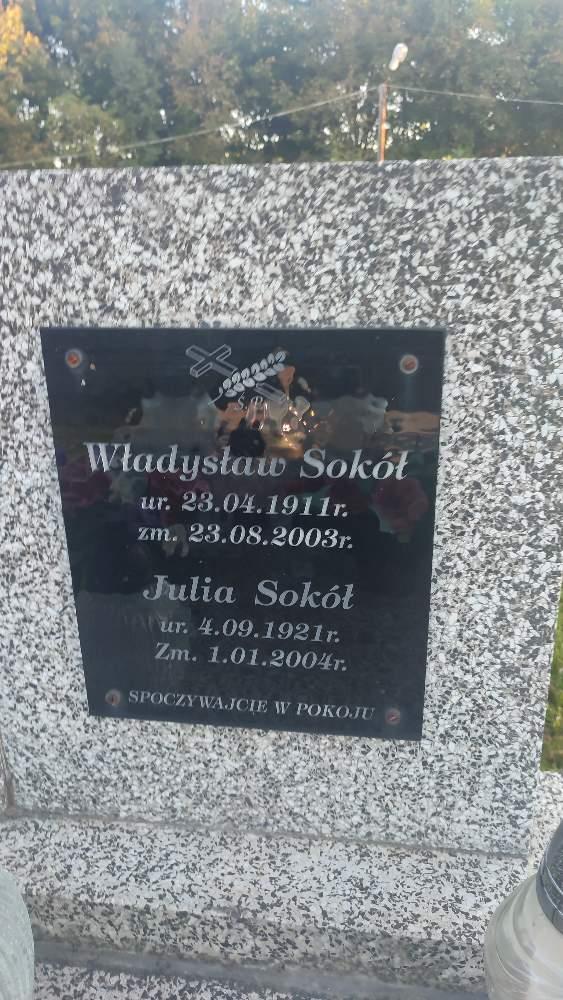 Ś.P.
Władysław Sokół
ur. 23.04.1911r.
zm. 23.08.2003r.
Julia Sokół
ur. 4.09.1921r.
Zm. 1.01.2004r.
SPOCZYWAJCIE W POKOJU